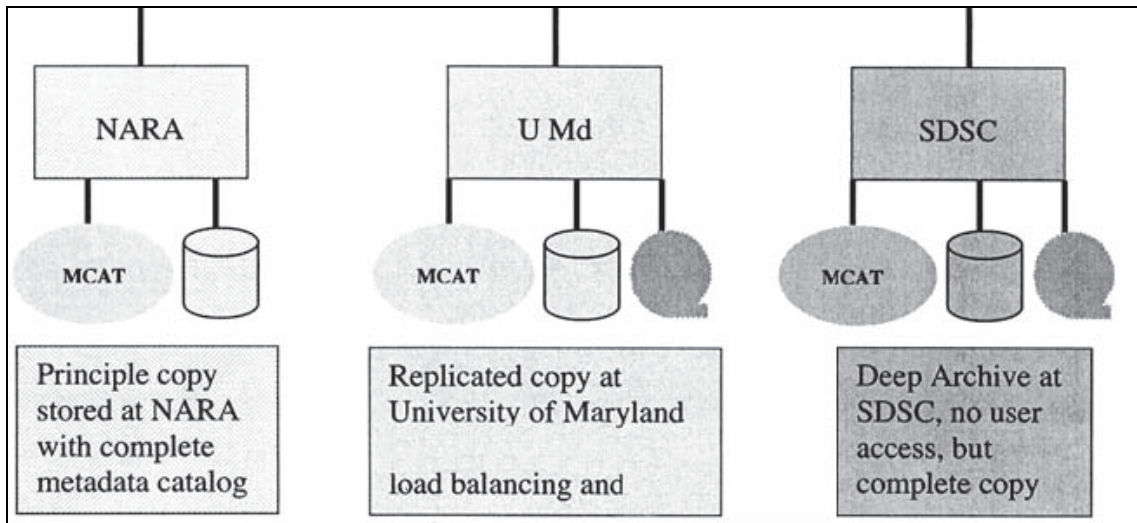 NARA
U Md
SDSC
MCAT
MCAT
MCAT
Principle copy
stored at NARA
with complete
metadata catalog
Replicated copy at
University of Maryland
load balancing and
Deep Archive at
SDSC, no user
access, but
complete copy